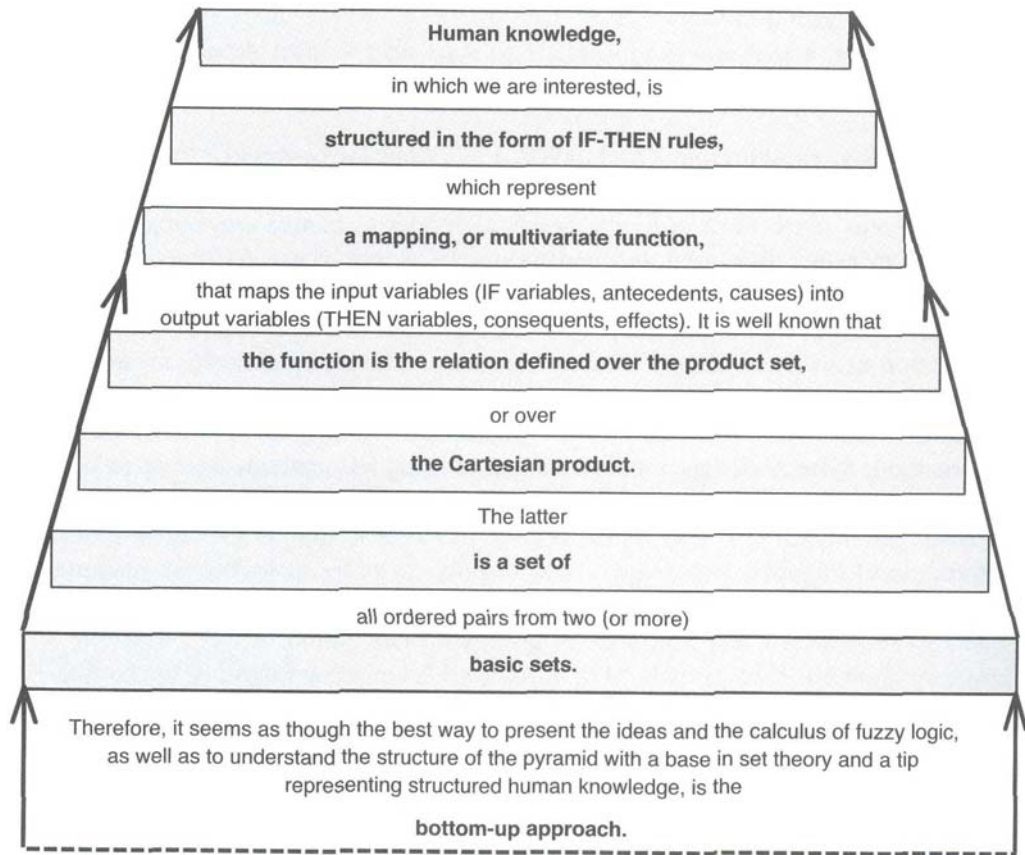 Human knowledge,
in which we are interested, is
structured in the form of IF-THEN rules,
which represent
a mapping, or multivariate function,
that maps the input variables (IF variables, antecedents, causes) into
output variables (THEN variables, consequents, effects). It is well known that
the function is the relation defined over the product set,
or over
the Cartesian product.
The latter
is a set of
all ordered pairs from two (or more)
basic sets.
Therefore, it seems as though the best way to present the ideas and the calculus of fuzzy logic,
as well as to understand the structure of the pyramid with a base in set theory and a tip
representing structured human knowledge, is the
bottom-up approach.